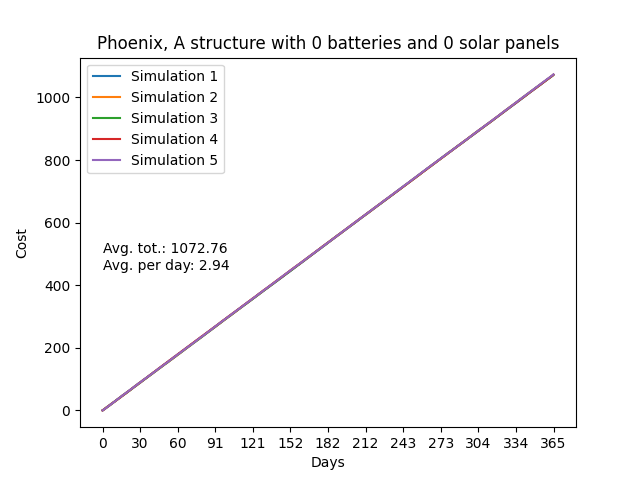 Phoenix, A structure with 0 batteries and 0 solar panels
Simulation 1
Simulation 2
Simulation 3
Simulation 4
Simulation 5
1000
800
600
400
200
0
Cost
Avg. tot.: 1072.76
Avg. per day: 2.94
0 30 60 91 121 152 182 212 243 273 304 334 365
Days